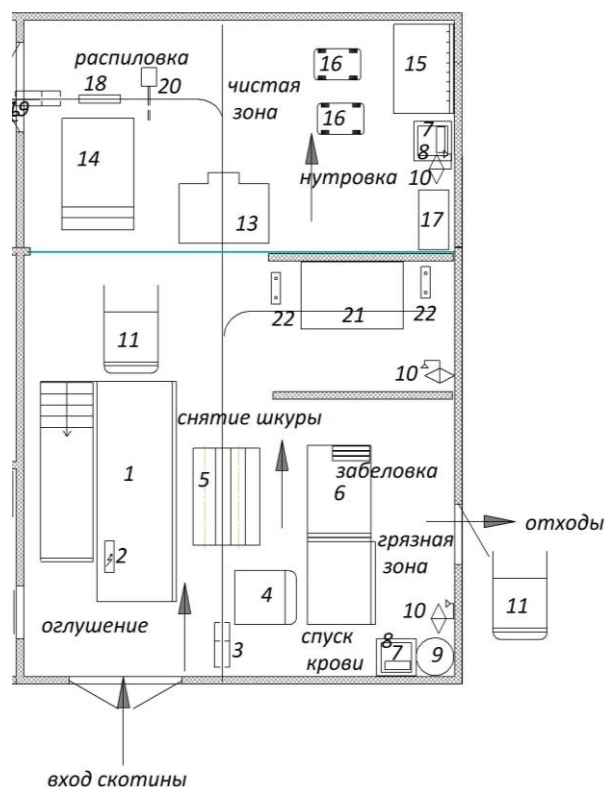 распиловка
18
20
чистая
зона
16
15
19
14
16
7
8
10
нутровка
13
17
11
22
21
22
10
снятие шкуры
1
5
забеловка
6
2
грязная
зона
отходы
4
10
11
оглушение
3
спуск
крови
8
7
9
вход скотины